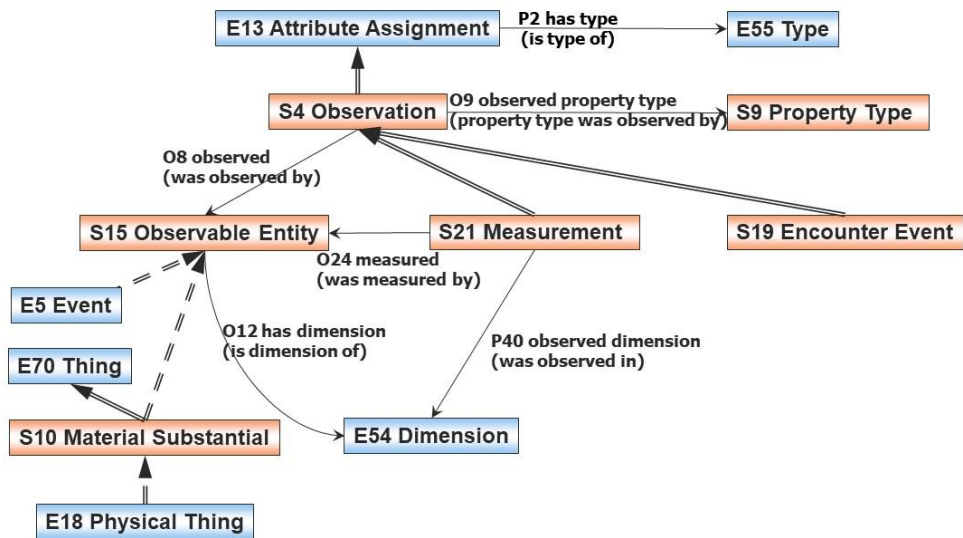 E13 Attribute Assignment
P2 has type
(is type of)
E55 Type
S4 Observation
O9 observed property type
(property type was observed by)
S9 Property Type
O8 observed
(was observed by)
S15 Observable Entity
S21 Measurement
S19 Encounter Event
O24 measured
(was measured by)
E5 Event
O12 has dimension
(is dimension of)
P40 observed dimension
(was observed in)
E70 Thing
S10 Material Substantial
E54 Dimension
E18 Physical Thing